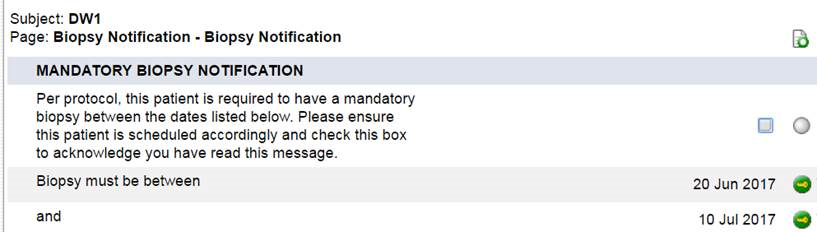 Subject: DW1
Page: Biopsy Notification - Biopsy Notification
MANDATORY BIOPSY NOTIFICATION
Per protocol, this patient is required to have a mandatory
biopsy between the dates listed below. Please ensure
this patient is scheduled accordingly and check this box
to acknowledge you have read this message.
Biopsy must be between 20 Jun 2017
and 10 Jul 2017